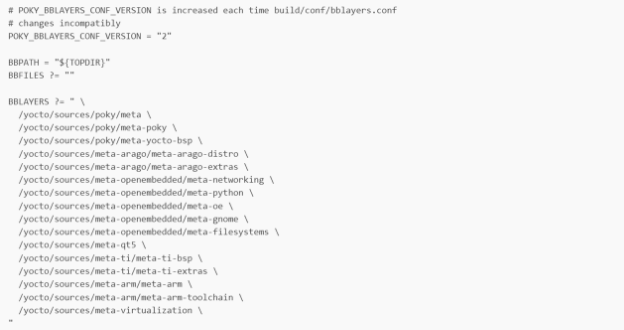 # POKY_BBLAYERS_CONF_VERSION is increased each time build/conf/bblayers.conf
# changes incompatibly
POKY_BBLAYERS_CONF_VERSION = "2"
BBPATH = "${TOPDIR}"
BBFILES ?= ""
BBLAYERS ?= " \
/yocto/sources/poky/meta \
/yocto/sources/poky/meta-poky \
/yocto/sources/poky/meta-yocto-bsp \
/yocto/sources/meta-arago/meta-arago-distro \
/yocto/sources/meta-arago/meta-arago-extras \
/yocto/sources/meta-openembedded/meta-networking \
/yocto/sources/meta-openembedded/meta-python \
/yocto/sources/meta-openembedded/meta-oe \
/yocto/sources/meta-openembedded/meta-gnome \
/yocto/sources/meta-openembedded/meta-filesystems \
/yocto/sources/meta-qt5 \
/yocto/sources/meta-ti/meta-ti-bsp \
/yocto/sources/meta-ti/meta-ti-extras \
/yocto/sources/meta-arm/meta-arm \
/yocto/sources/meta-arm/meta-arm-toolchain \
/yocto/sources/meta-virtualization \
"